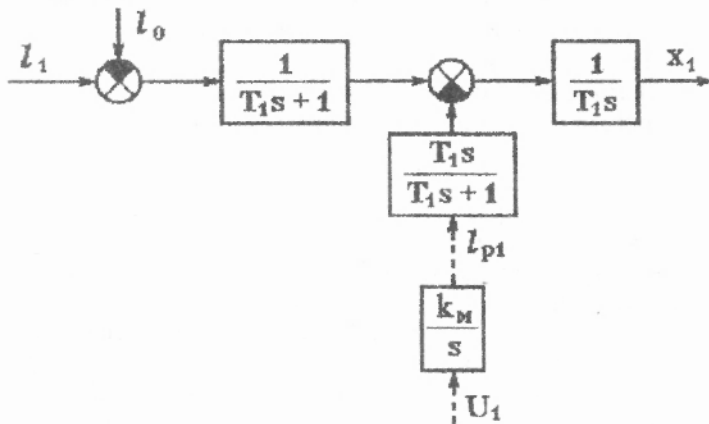 l₀
l₁
1
T₁s + 1
1
T₁s
x₁
T₁s
T₁s + 1
lₚ₁
kм
s
U₁